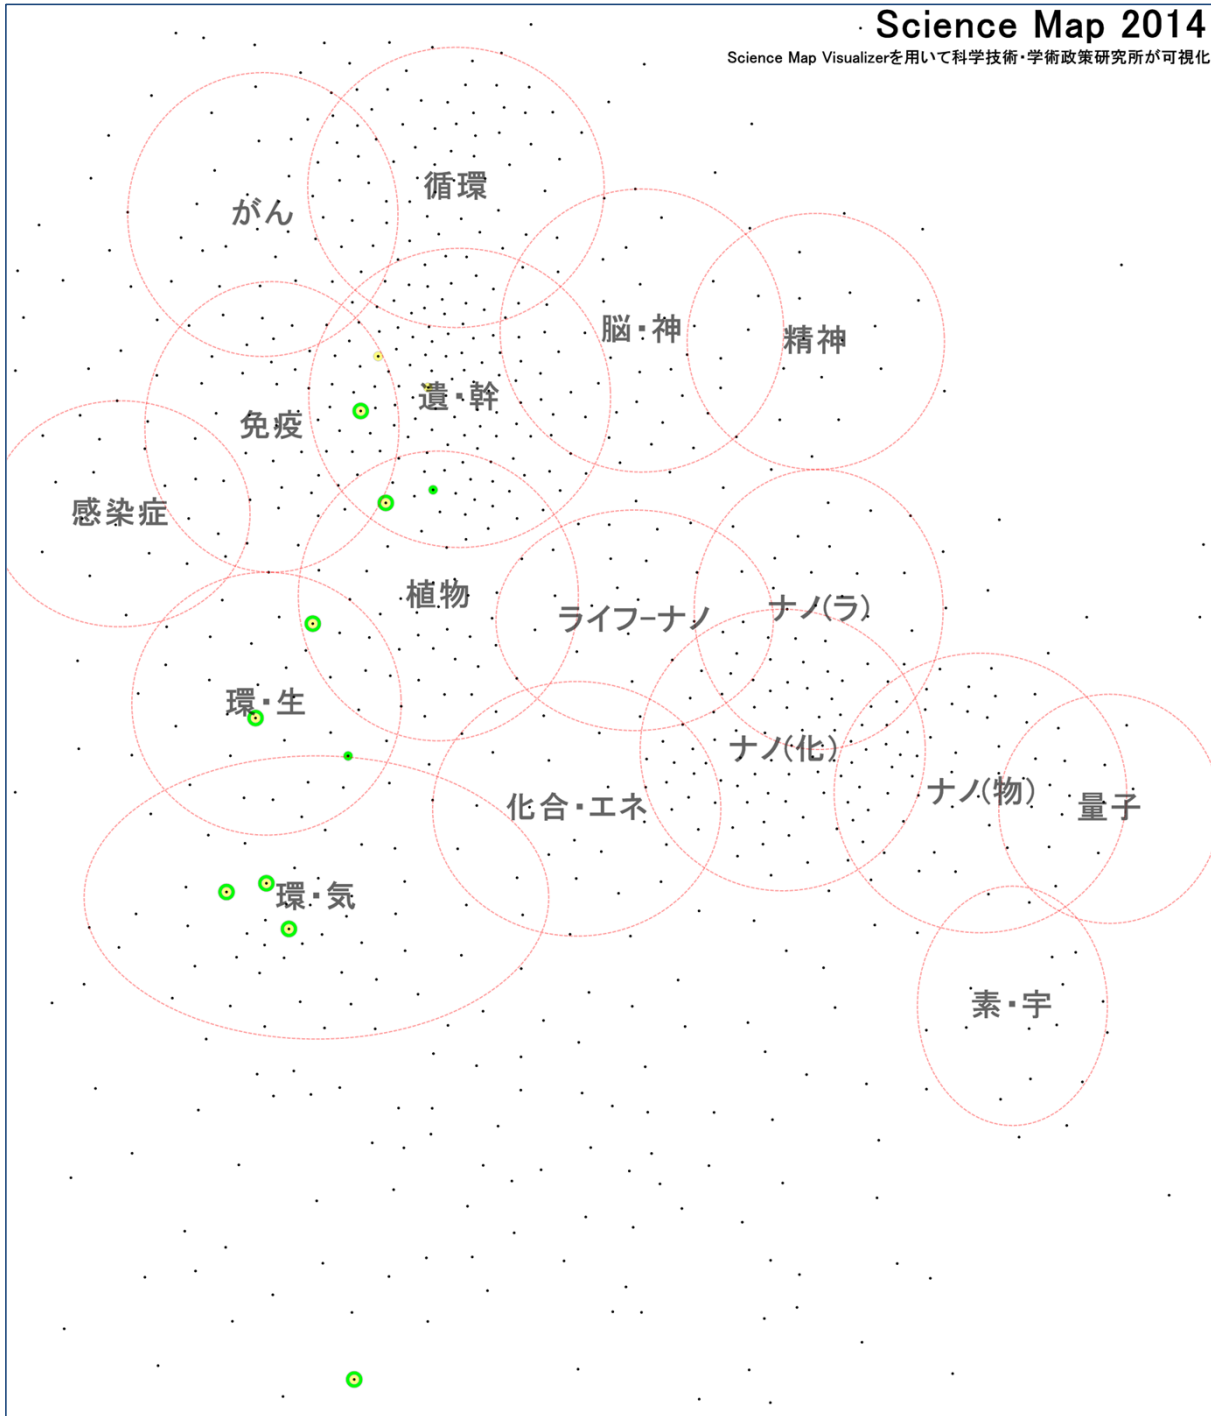 Science Map 2014
Science Map Visualizerを用いて科学技術・学術政策研究所が可視化
循環
がん
脳・神
精神
遺・幹
免疫
感染症
植物
ライフーナノ
ナノ(ラ)
環・生
ナノ(化)
ナノ(物)
化合・エネ
量子
環・気
素・宇